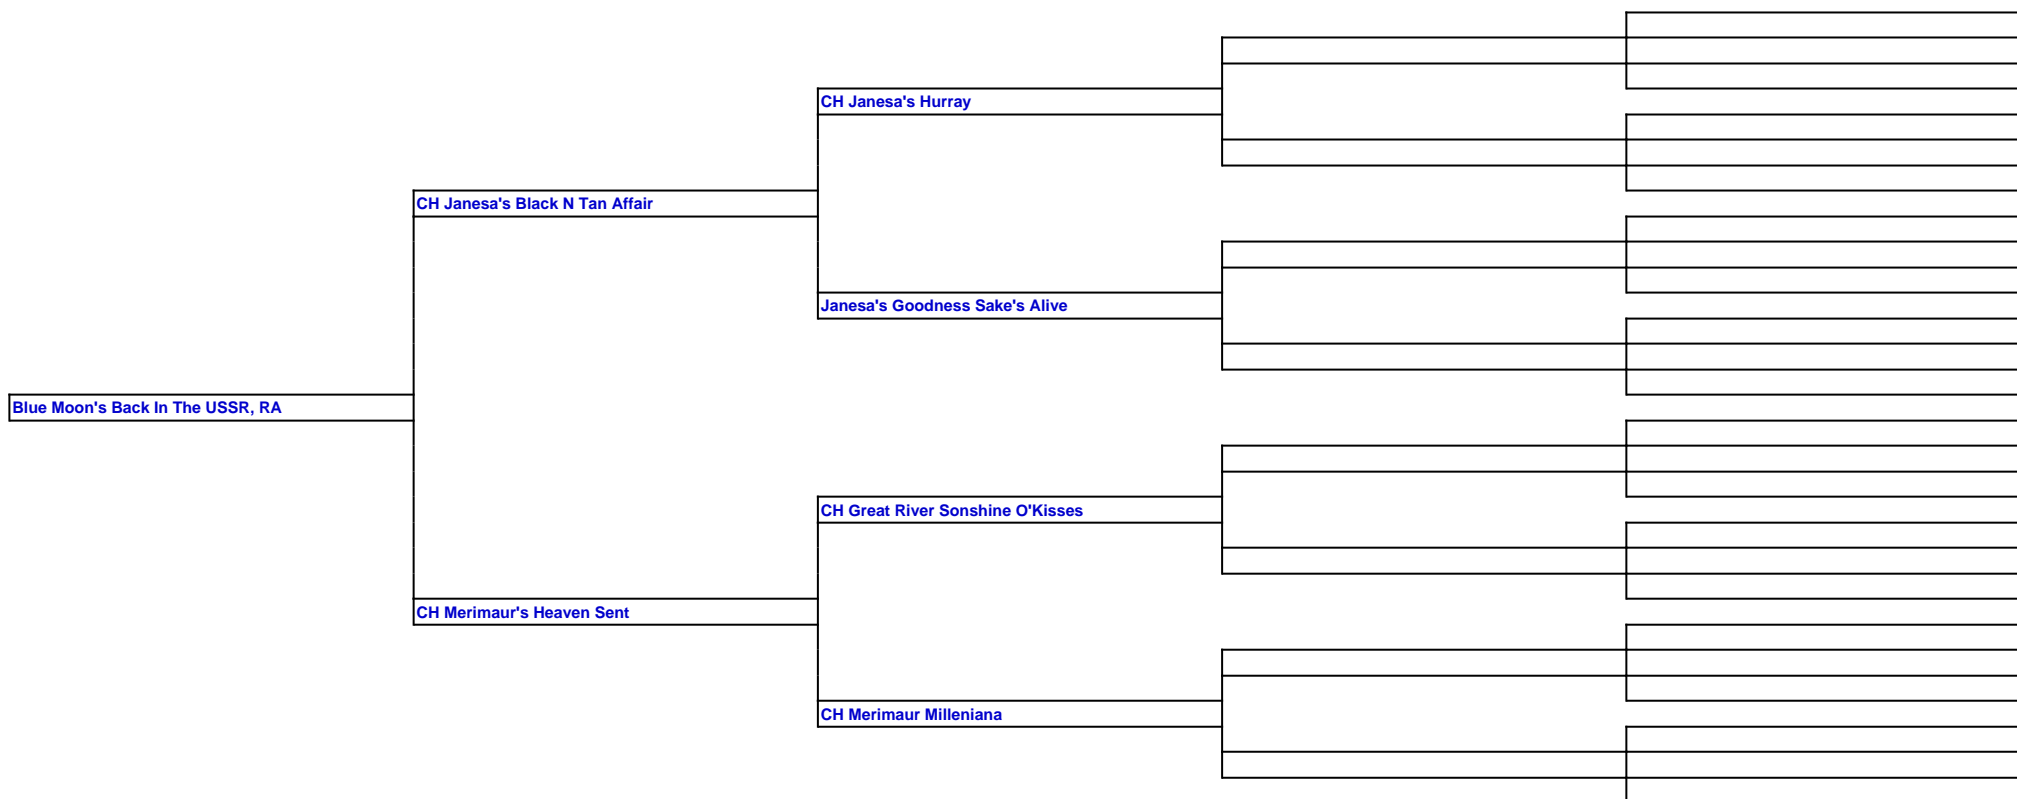 CH Janesa's Hurray
CH Janesa's Black N Tan Affair
Janesa's Goodness Sake's Alive
Blue Moon's Back In The USSR, RA
CH Great River Sonshine O'Kisses
CH Merimaur's Heaven Sent
CH Merimaur Milleniana